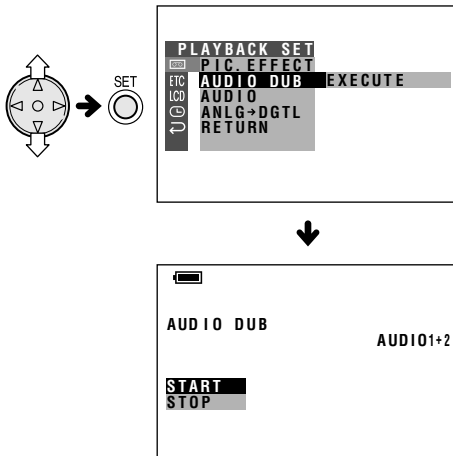 SET
PLAYBACK SET
PIC.EFFECT
ETC AUDIO DUB EXECUTE
LCD AUDIO
ANLG→DGTL
RETURN
AUDIO DUB
AUDIO1+2
START
STOP